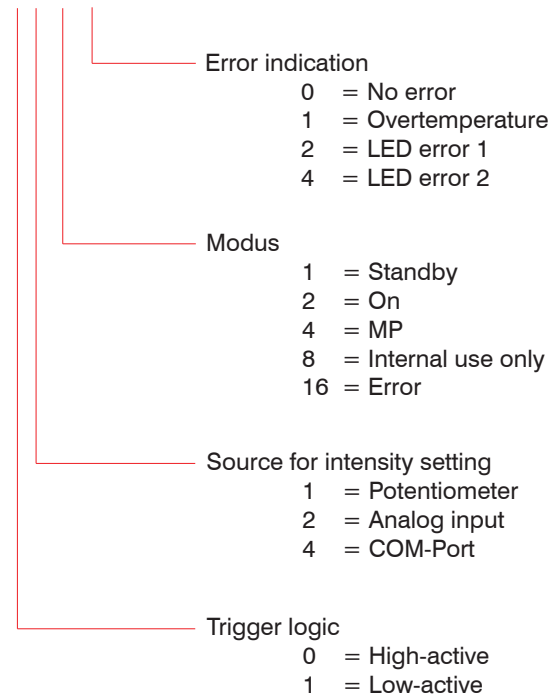 Error indication
0 = No error
1 = Overtemperature
2 = LED error 1
4 = LED error 2
Modus
1 = Standby
2 = On
4 = MP
8 = Internal use only
16 = Error
Source for intensity setting
1 = Potentiometer
2 = Analog input
4 = COM-Port
Trigger logic
0 = High-active
1 = Low-active